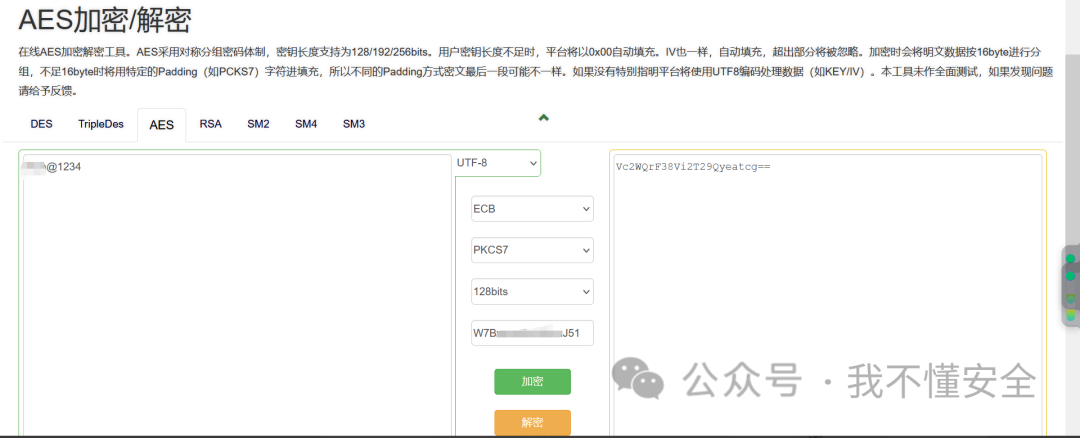 AES加密/解密
在线AES加密解密工具。AES采用对称分组密码体制，密钥长度支持为128/192/256bits。用户密钥长度不足时，平台将以0x00自动填充。IV也一样，自动填充，超出部分将被忽略。加密时会将明文数据按16byte进行分
组，不足16byte时将用特定的Padding（如PCKS7）字符进填充，所以不同的Padding方式密文最后一段可能不一样。如果没有特别指明平台将使用UTF8编码处理数据（如KEY/IV）。本工具未作全面测试，如果发现问题
请给予反馈。
DES TripleDes AES RSA SM2 SM4 SM3
@1234
UTF-8
Vc2WQrF38Vi2T29Qyeatcg==
ECB
PKCS7
128bits
W7B J51
加密
解密
公众号 · 我不懂安全